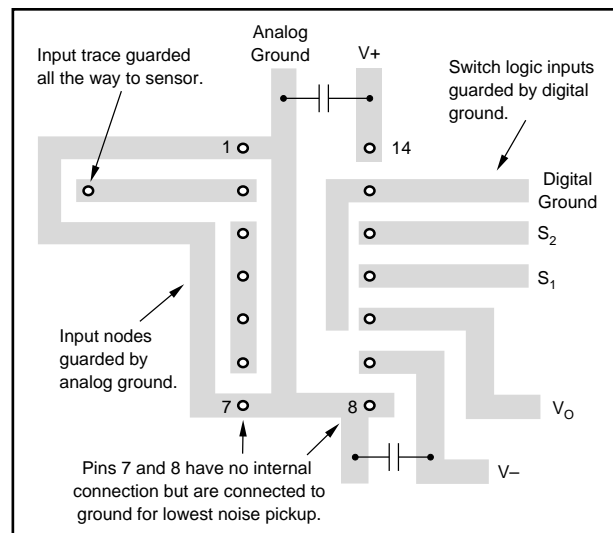 Analog
Ground
V+
Input trace guarded
all the way to sensor.
Switch logic inputs
guarded by digital
ground.
1
14
Digital
Ground
S2
S1
Input nodes
guarded by
analog ground.
7
8
VO
V–
Pins 7 and 8 have no internal
connection but are connected to
ground for lowest noise pickup.